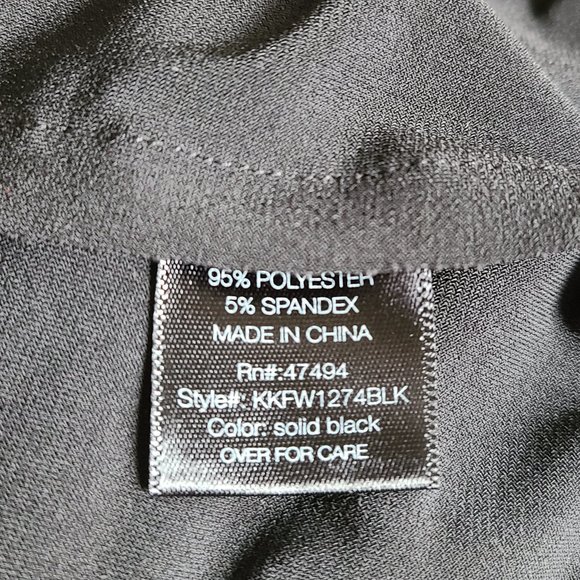 95% POLYESTER
5% SPANDEX
MADE IN CHINA
Rn#:47494
Style#: KKFW1274BLK
Color: solid black
OVER FOR CARE